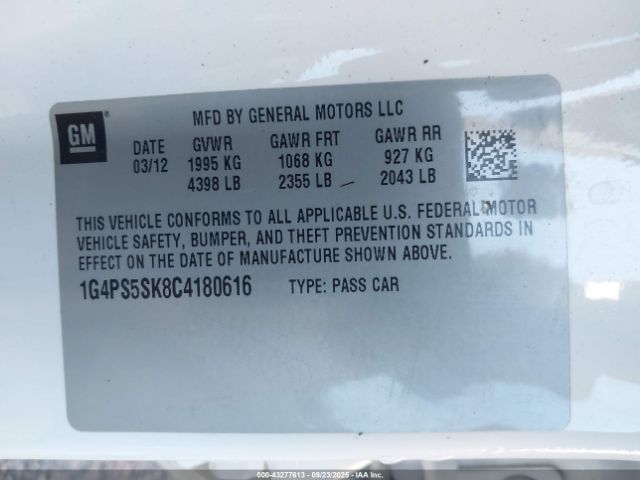 MFD BY GENERAL MOTORS LLC
GM ®
DATE GVWR GAWR FRT GAWR RR
03/12 1995 KG 1068 KG 927 KG
4398 LB 2355 LB 2043 LB
THIS VEHICLE CONFORMS TO ALL APPLICABLE U.S. FEDERAL MOTOR
VEHICLE SAFETY, BUMPER, AND THEFT PREVENTION STANDARDS IN
EFFECT ON THE DATE OF MANUFACTURE SHOWN ABOVE.
1G4PS5SK8C4180616 TYPE: PASS CAR
000-43277613 - 09/23/2025 - Copyright © IAA, LLC